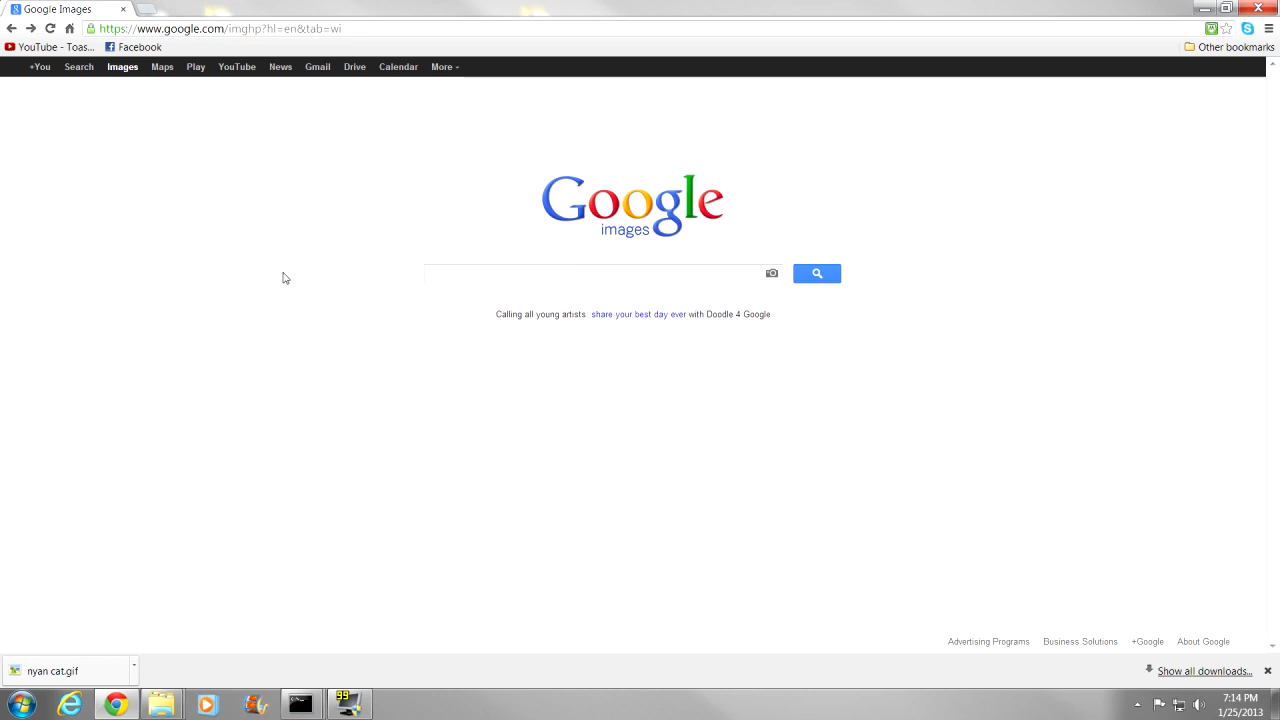 Google Images
https://www.google.com/imghp?hl=en&tab=wi
YouTube - Toas... Facebook Other bookmarks
+You Search Images Maps Play YouTube News Gmail Drive Calendar More
Google
images
Calling all young artists share your best day ever with Doodle 4 Google
Advertising Programs Business Solutions +Google About Google
nyan cat.gif Show all downloads...
99
7:14 PM
1/25/2013